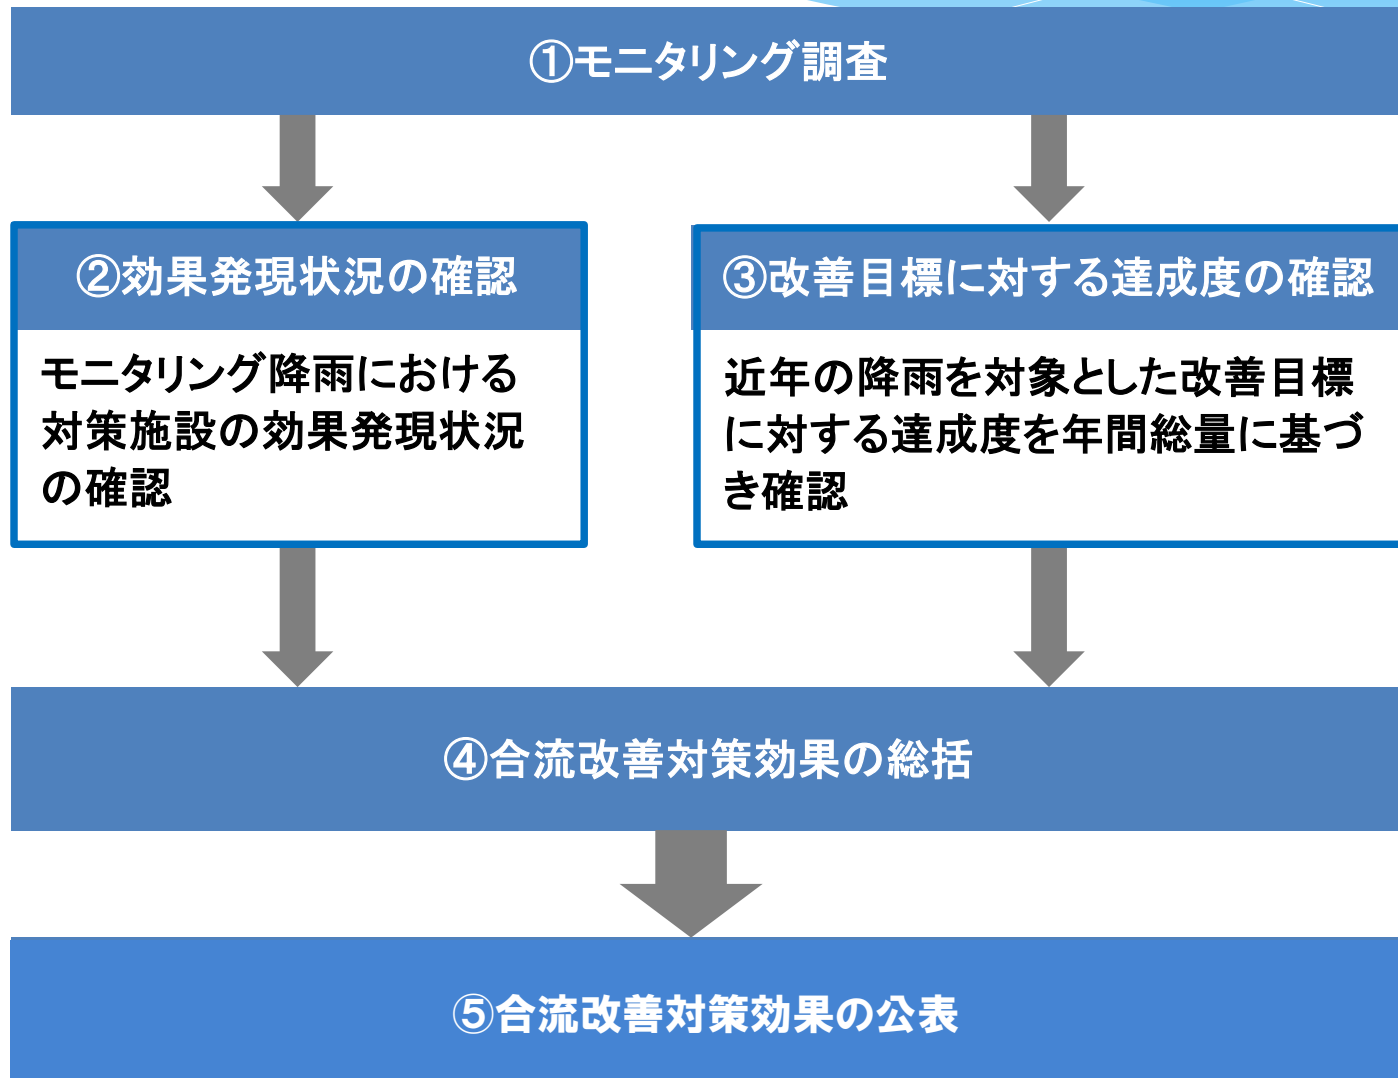 ①モニタリング調査
②効果発現状況の確認
モニタリング降雨における
対策施設の効果発現状況
の確認
③改善目標に対する達成度の確認
近年の降雨を対象とした改善目標
に対する達成度を年間総量に基づ
き確認
④合流改善対策効果の総括
⑤合流改善対策効果の公表